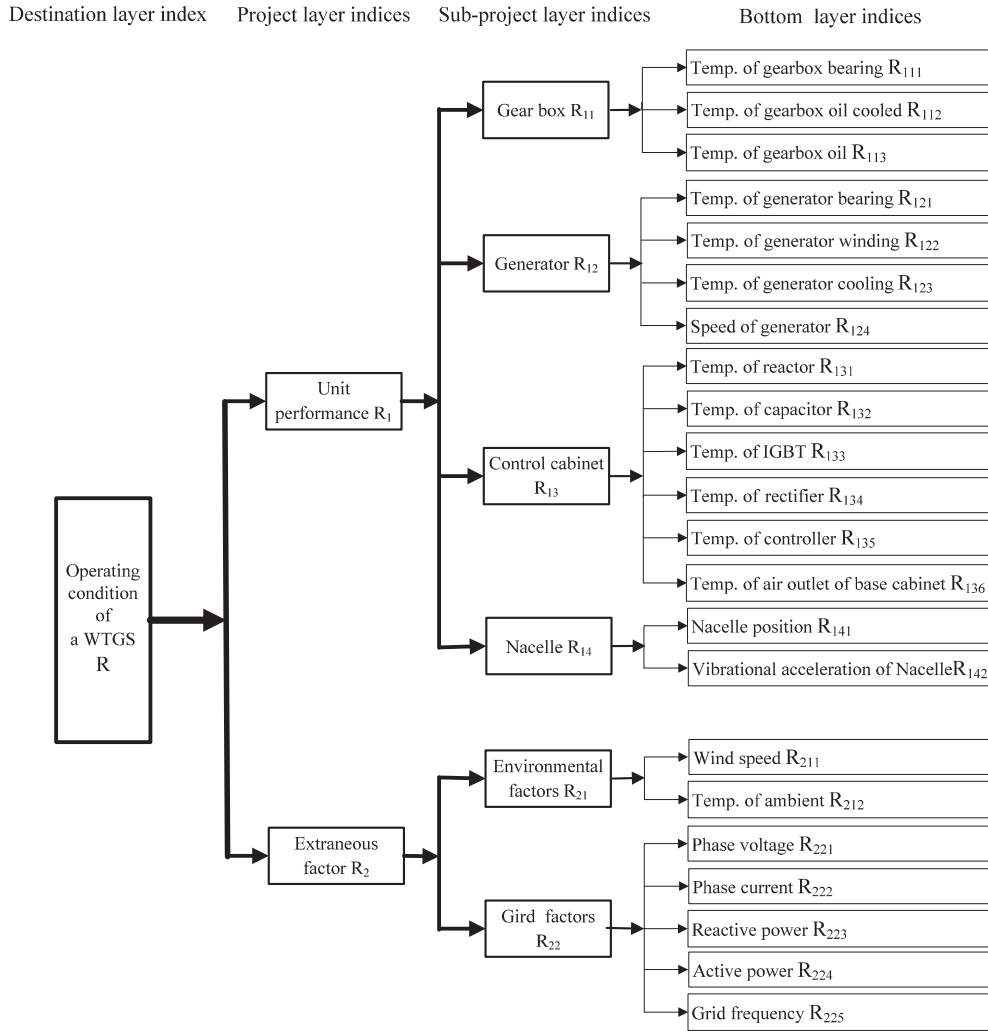 Destination layer index
Project layer indices
Sub-project layer indices
Bottom layer indices
Operating
condition
of
a WTGS
R
Unit
performance R₁
Extraneous
factor R₂
Gear box R₁₁
Generator R₁₂
Control cabinet
R₁₃
Nacelle R₁₄
Environmental
factors R₂₁
Gird factors
R₂₂
Temp. of gearbox bearing R₁₁₁
Temp. of gearbox oil cooled R₁₁₂
Temp. of gearbox oil R₁₁₃
Temp. of generator bearing R₁₂₁
Temp. of generator winding R₁₂₂
Temp. of generator cooling R₁₂₃
Speed of generator R₁₂₄
Temp. of reactor R₁₃₁
Temp. of capacitor R₁₃₂
Temp. of IGBT R₁₃₃
Temp. of rectifier R₁₃₄
Temp. of controller R₁₃₅
Temp. of air outlet of base cabinet R₁₃₆
Nacelle position R₁₄₁
Vibrational acceleration of NacelleR₁₄₂
Wind speed R₂₁₁
Temp. of ambient R₂₁₂
Phase voltage R₂₂₁
Phase current R₂₂₂
Reactive power R₂₂₃
Active power R₂₂₄
Grid frequency R₂₂₅